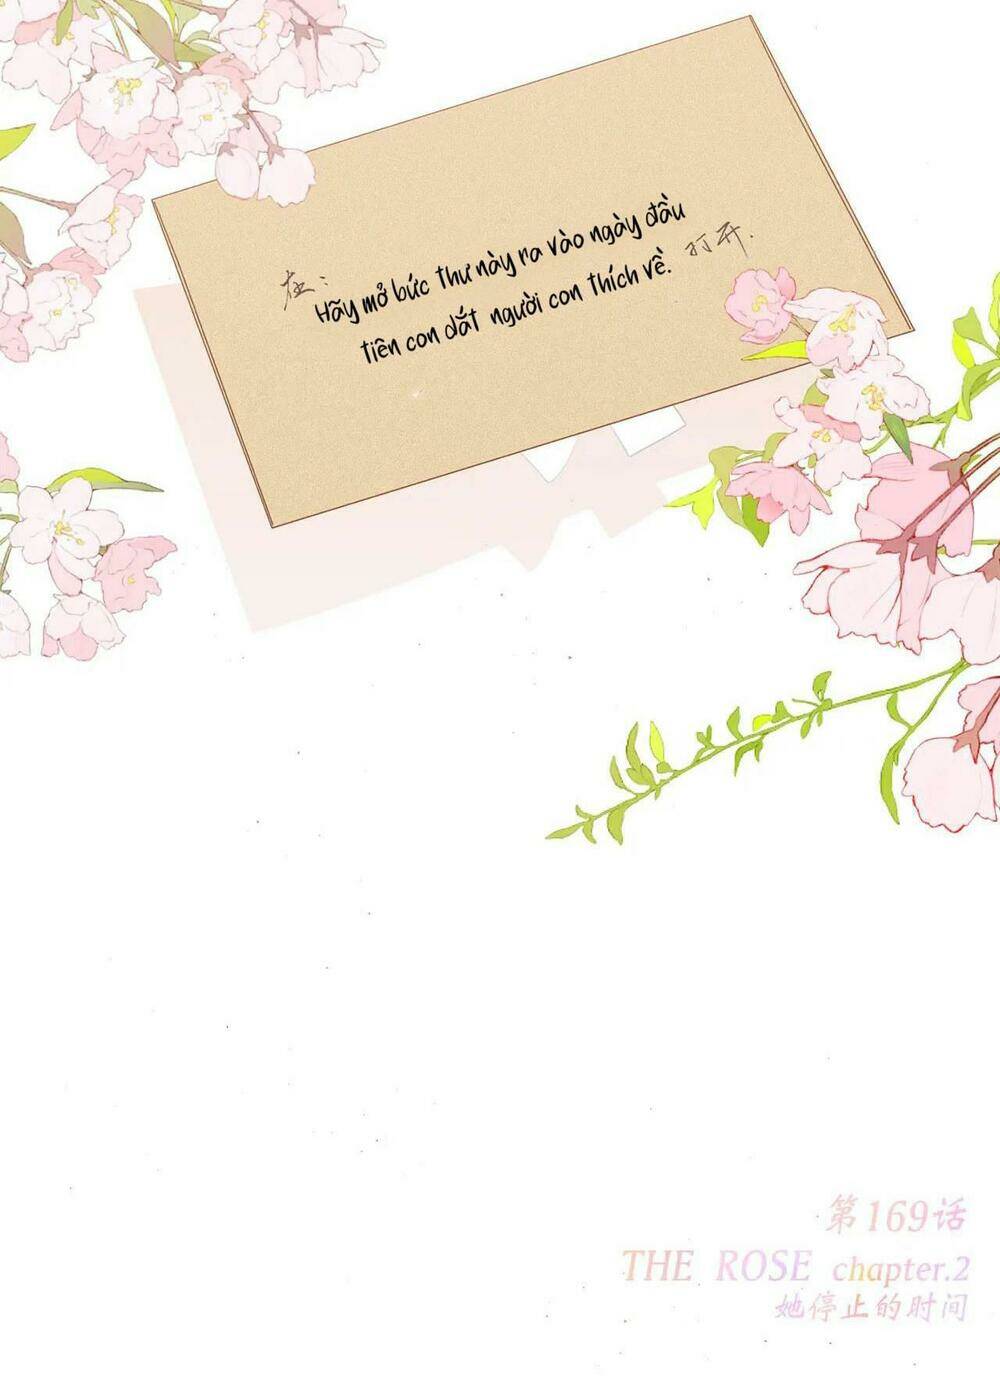 在：
Hãy mở bức thư này ra vào ngày đầu
tiên con dắt người con thích về.
打开.
第169话
THE ROSE chapter.2
她停止的时间